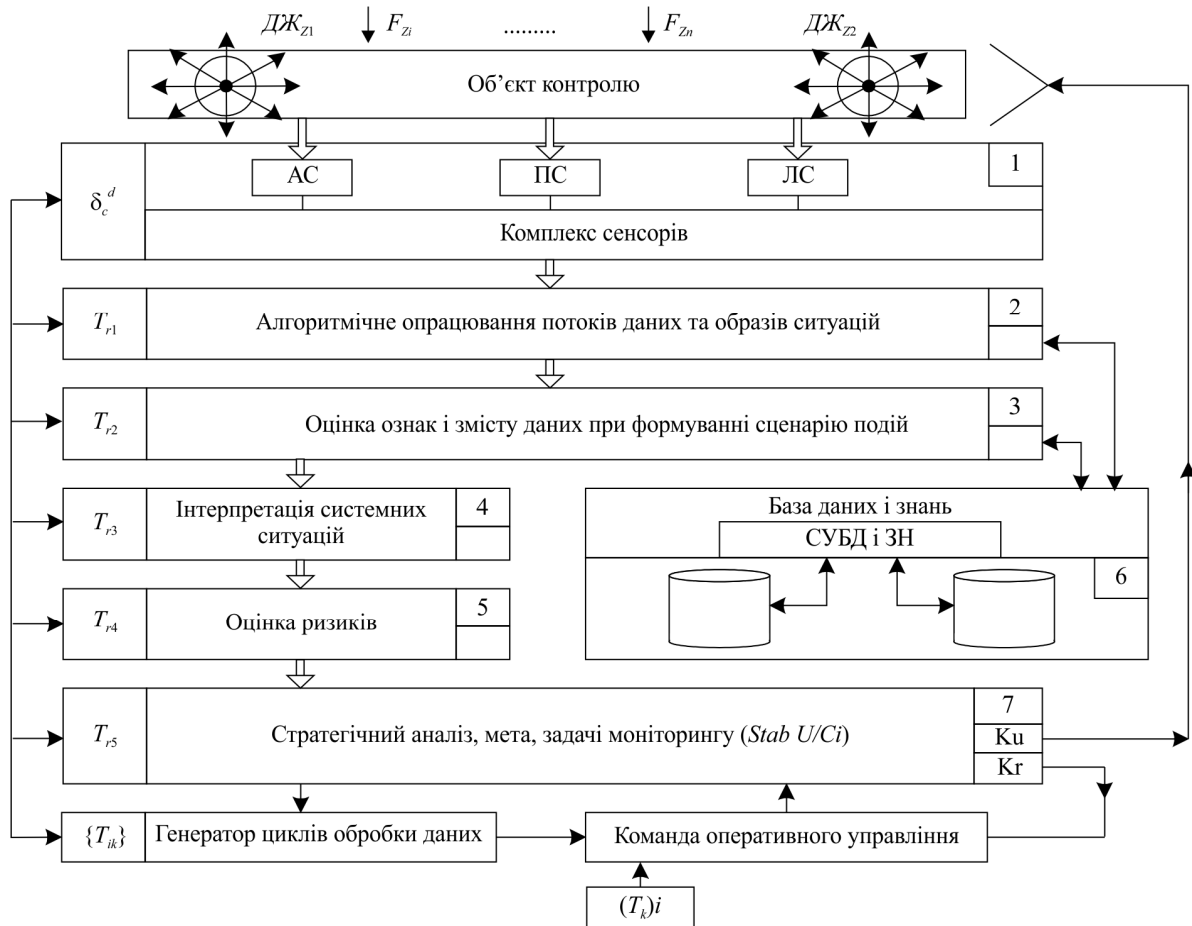 ДЖZ1 FZi ......... FZn ДЖZ2
Об’єкт контролю
δcd
АС ПС ЛС 1
Комплекс сенсорів
Tr1 Алгоритмічне опрацювання потоків даних та образів ситуацій 2
Tr2 Оцінка ознак і змісту даних при формуванні сценарію подій 3
Tr3 Інтерпретація системних
ситуацій 4
База даних і знань
СУБД і ЗН
6
Tr4 Оцінка ризиків 5
Tr5 Стратегічний аналіз, мета, задачі моніторингу (Stab U/Ci) 7
Ku
Kr
{Tik} Генератор циклів обробки даних Команда оперативного управління
(Tk)i